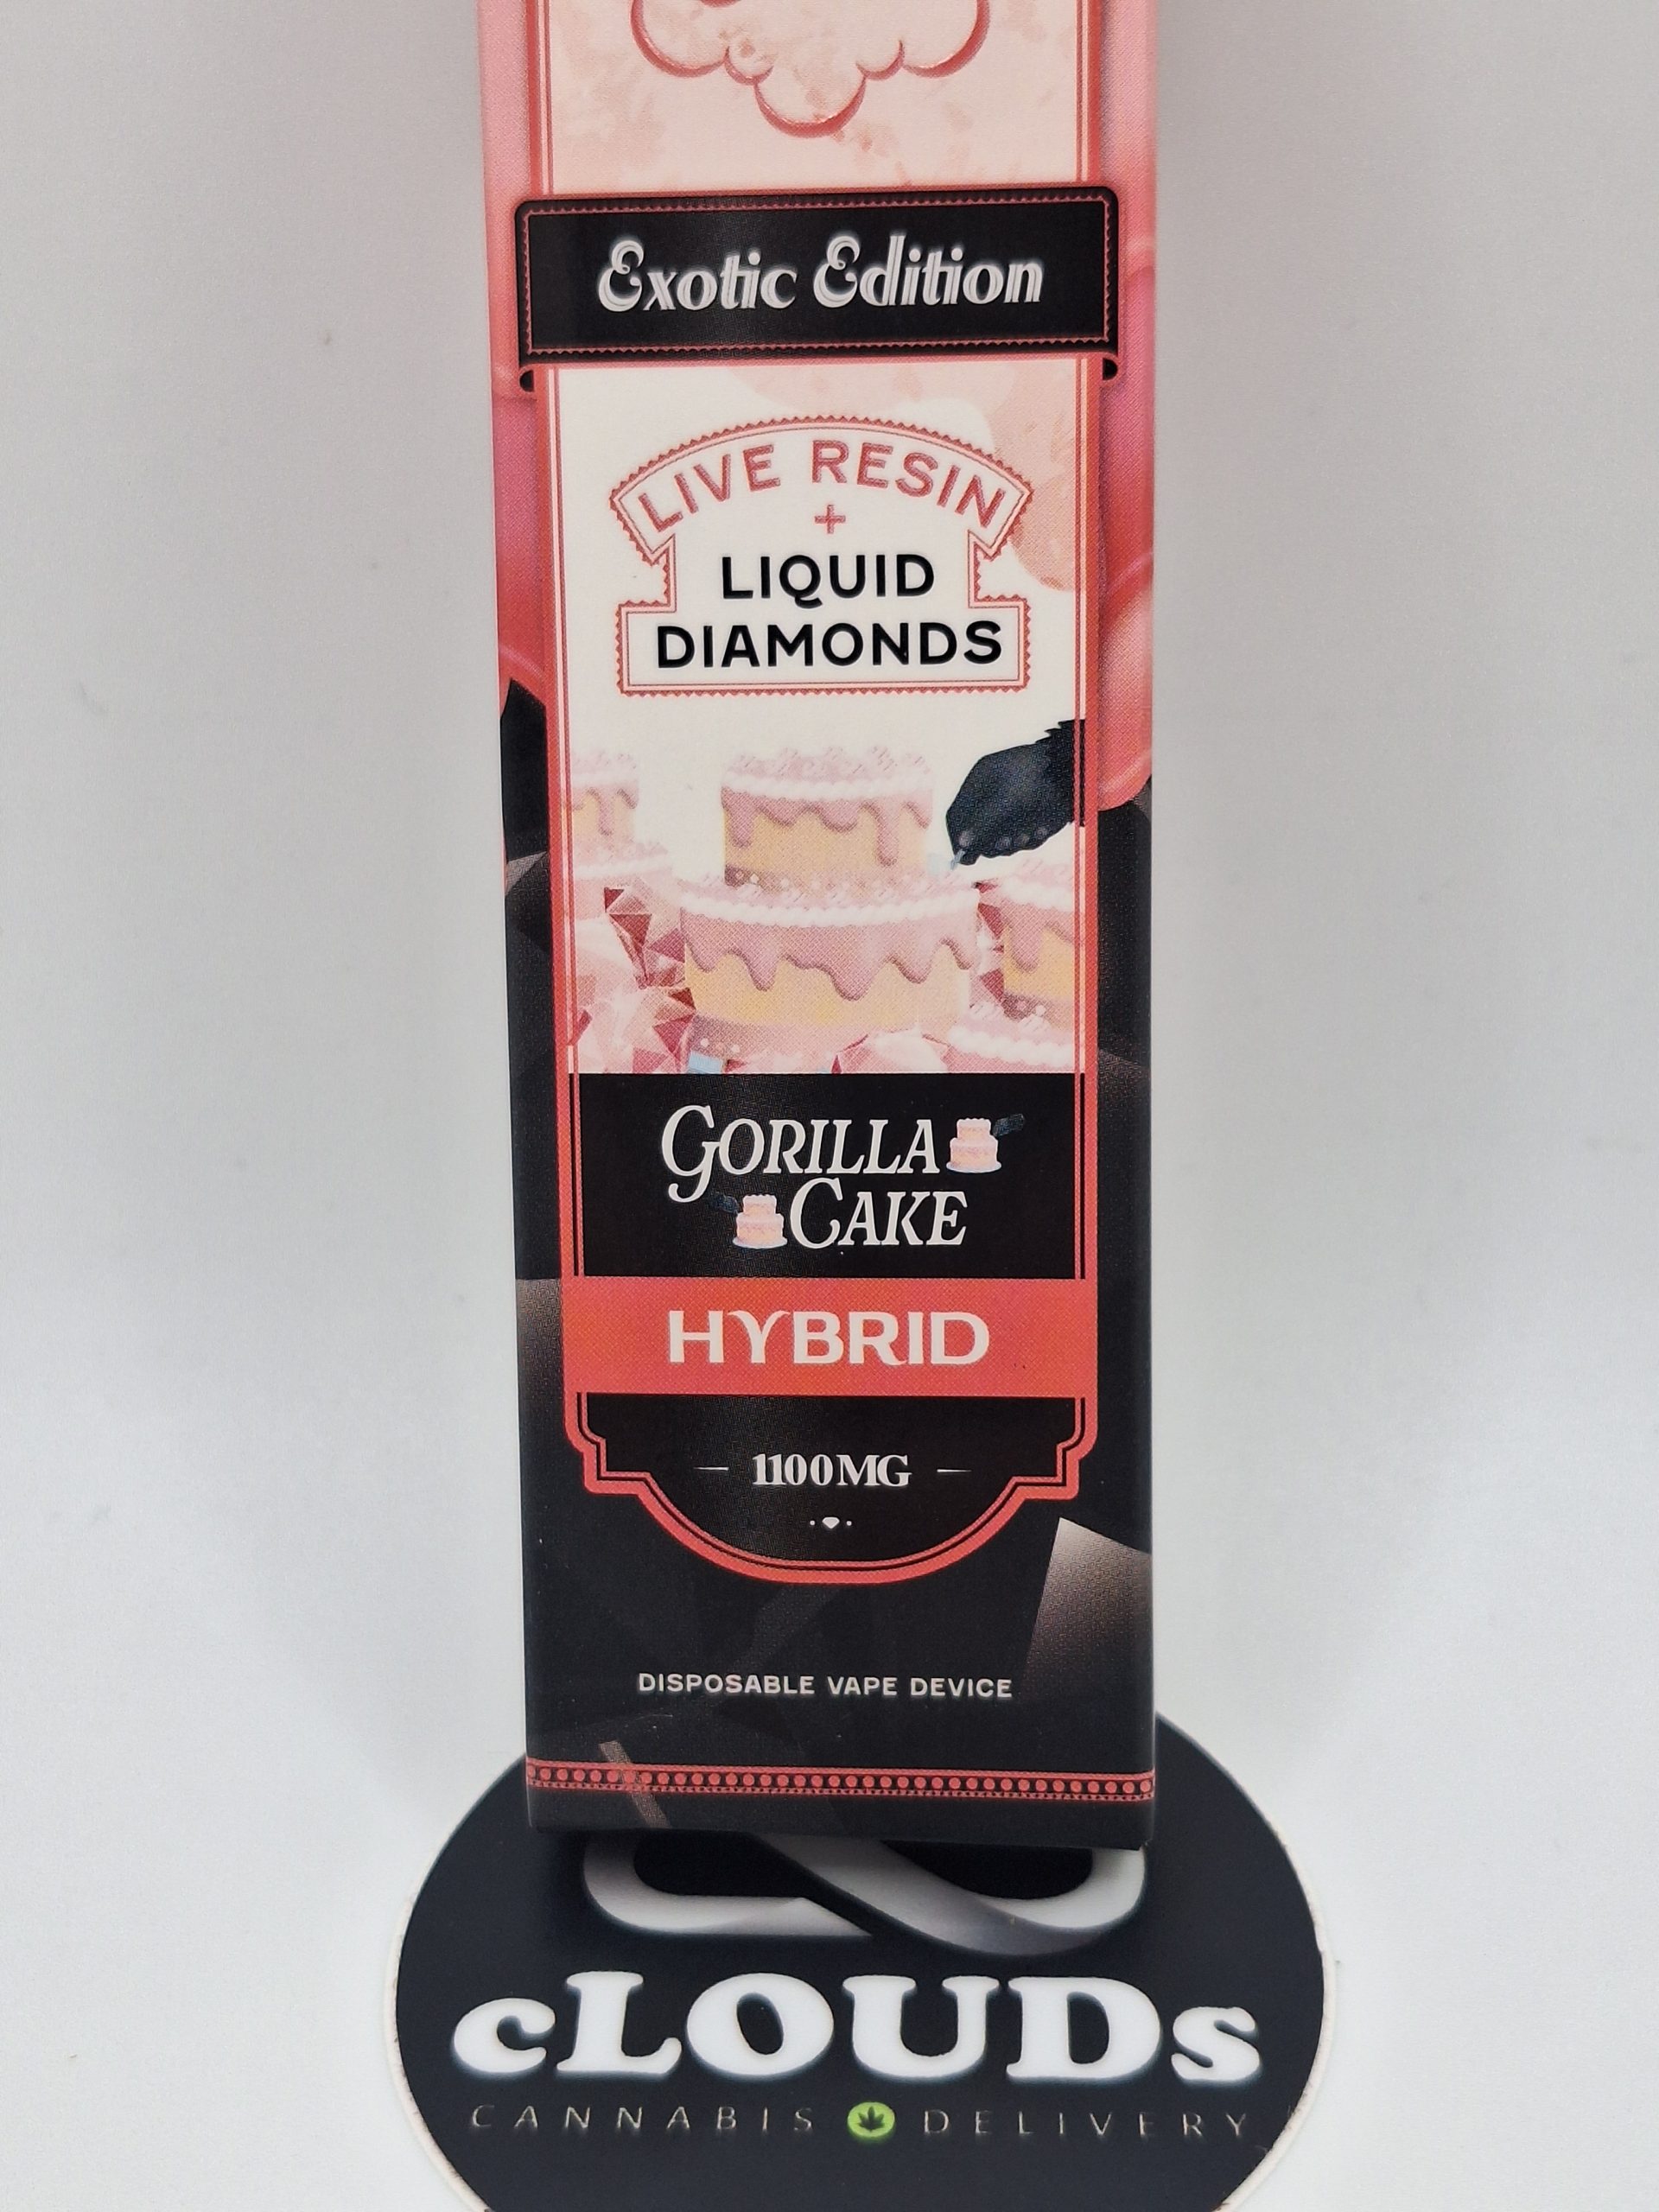 Exotic Edition
LIVE RESIN
+
LIQUID
DIAMONDS
GORILLA
CAKE
HYBRID
1100MG
DISPOSABLE VAPE DEVICE
cLOUDs
CANNABIS DELIVERY